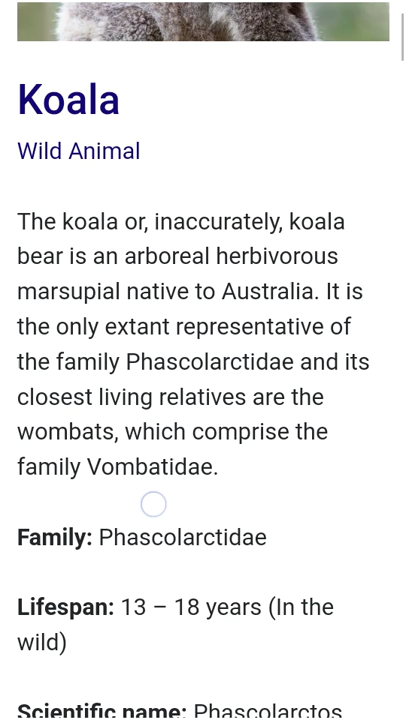 Koala
Wild Animal
The koala or, inaccurately, koala
bear is an arboreal herbivorous
marsupial native to Australia. It is
the only extant representative of
the family Phascolarctidae and its
closest living relatives are the
wombats, which comprise the
family Vombatidae.
Family: Phascolarctidae
Lifespan: 13 – 18 years (In the
wild)
Scientific name: Phascolarctos